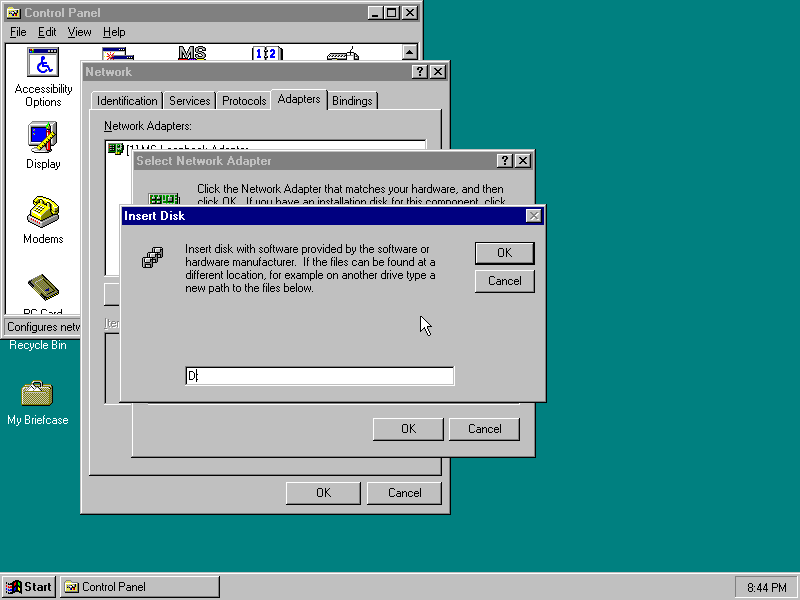 Control Panel
File Edit View Help
MS
1 2
Accessibility
Options
Display
Modems
PC Card
Configures netw
Recycle Bin
My Briefcase
Network
Identification Services Protocols Adapters Bindings
Network Adapters:
[1] MS Loopback Adapter
Select Network Adapter
Click the Network Adapter that matches your hardware, and then
click OK. If you have an installation disk for this component, click
Insert Disk
Insert disk with software provided by the software or
hardware manufacturer. If the files can be found at a
different location, for example on another drive type a
new path to the files below.
OK
Cancel
D:
Item
OK Cancel
OK Cancel
Start Control Panel 8:44 PM